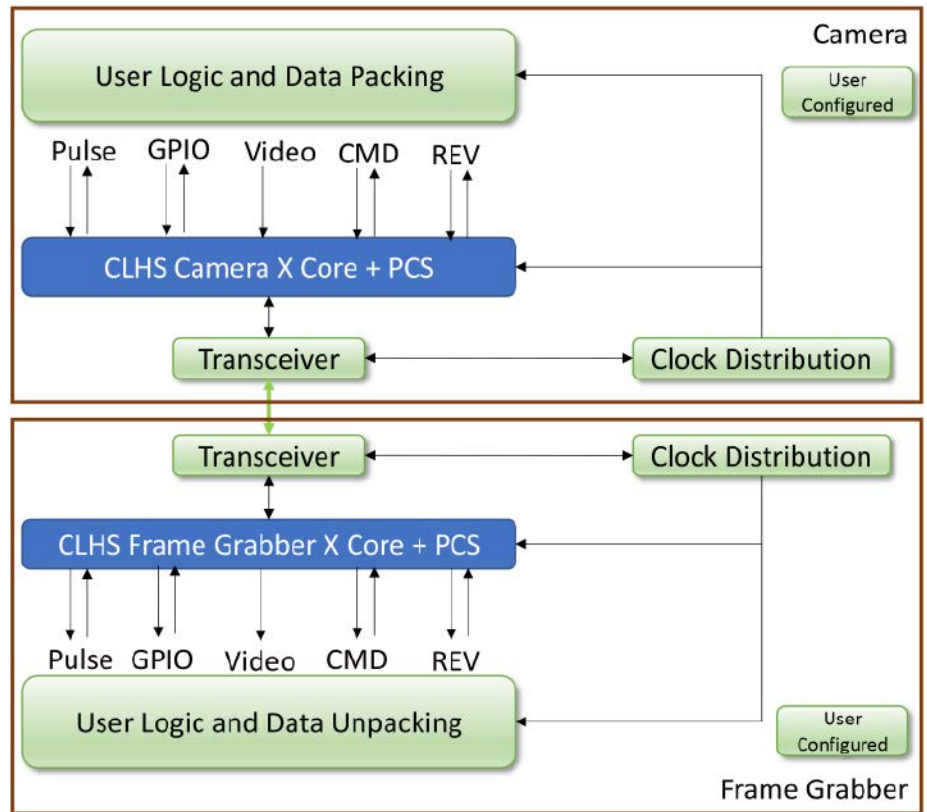 Camera
User Logic and Data Packing
User
Configured
Pulse GPIO Video CMD REV
CLHS Camera X Core + PCS
Transceiver
Clock Distribution
Transceiver
Clock Distribution
CLHS Frame Grabber X Core + PCS
Pulse GPIO Video CMD REV
User Logic and Data Unpacking
User
Configured
Frame Grabber